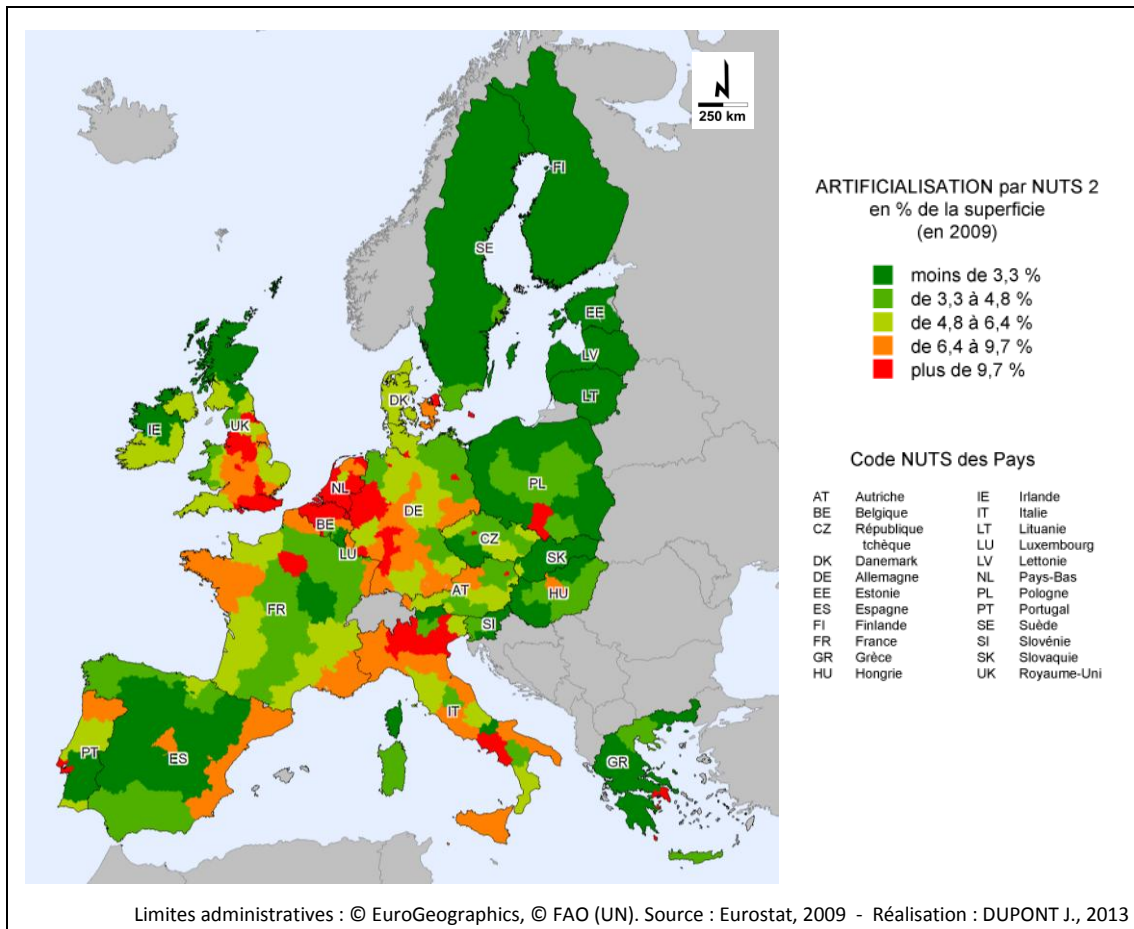 N
250 km
FI
SE
EE
LV
LT
DK
IE
UK
NL
PL
BE
DE
LU
CZ
SK
FR
AT
HU
SI
IT
PT
ES
GR
ARTIFICIALISATION par NUTS 2
en % de la superficie
(en 2009)
moins de 3,3 %
de 3,3 à 4,8 %
de 4,8 à 6,4 %
de 6,4 à 9,7 %
plus de 9,7 %
Code NUTS des Pays
AT Autriche
BE Belgique
CZ République
tchèque
DK Danemark
DE Allemagne
EE Estonie
ES Espagne
FI Finlande
FR France
GR Grèce
HU Hongrie
IE Irlande
IT Italie
LT Lituanie
LU Luxembourg
LV Lettonie
NL Pays-Bas
PL Pologne
PT Portugal
SE Suède
SI Slovénie
SK Slovaquie
UK Royaume-Uni
Limites administratives : © EuroGeographics, © FAO (UN). Source : Eurostat, 2009 - Réalisation : DUPONT J., 2013